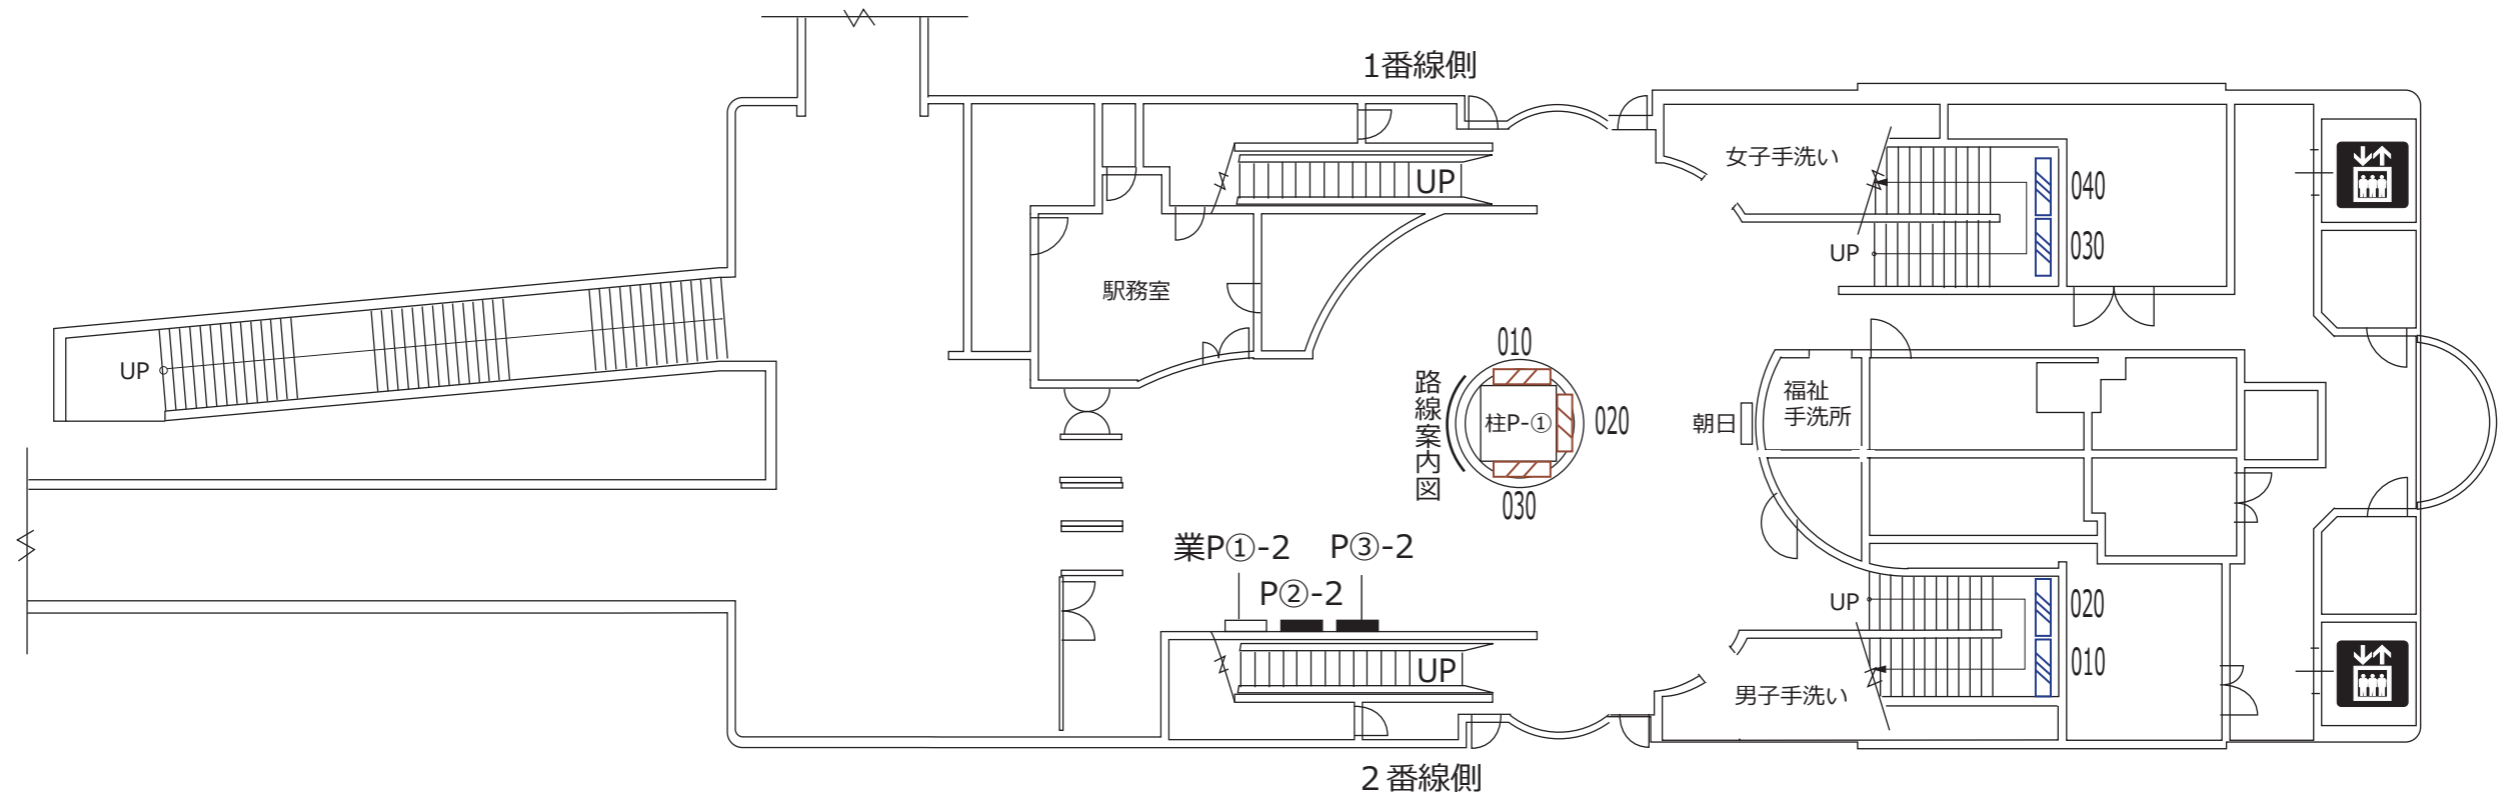 1番線側
女子手洗い
UP
040
030
UP
駅務室
UP
010
路線案内図
柱P-①
020
030
朝日
福祉
手洗所
業P①-2
P③-2
P②-2
UP
020
010
UP
男子手洗い
2番線側